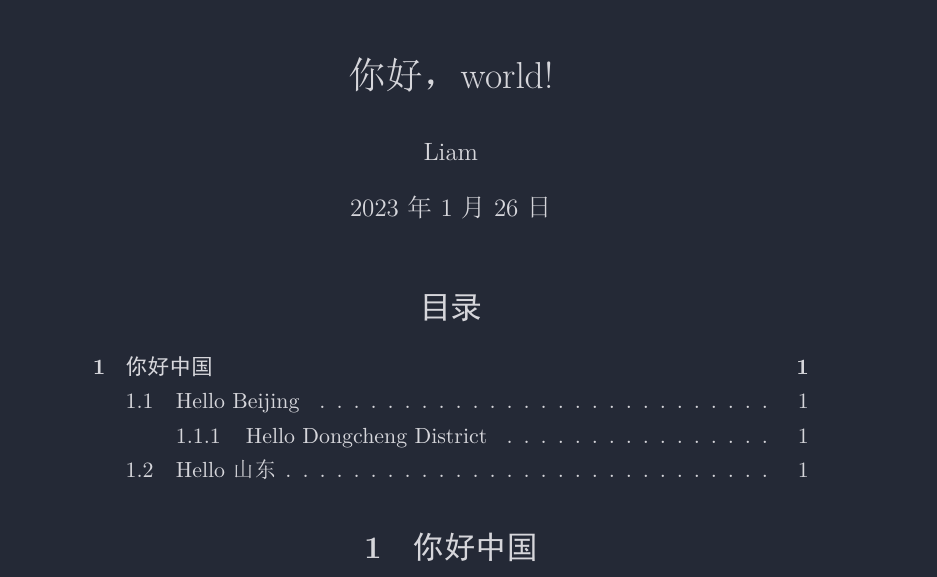 你好，world!
Liam
2023 年 1 月 26 日
目录
1 你好中国 1
1.1 Hello Beijing . . . . . . . . . . . . . . . . . . . . . . . . . . . 1
1.1.1 Hello Dongcheng District . . . . . . . . . . . . . . . . 1
1.2 Hello 山东 . . . . . . . . . . . . . . . . . . . . . . . . . . . . . 1
1 你好中国